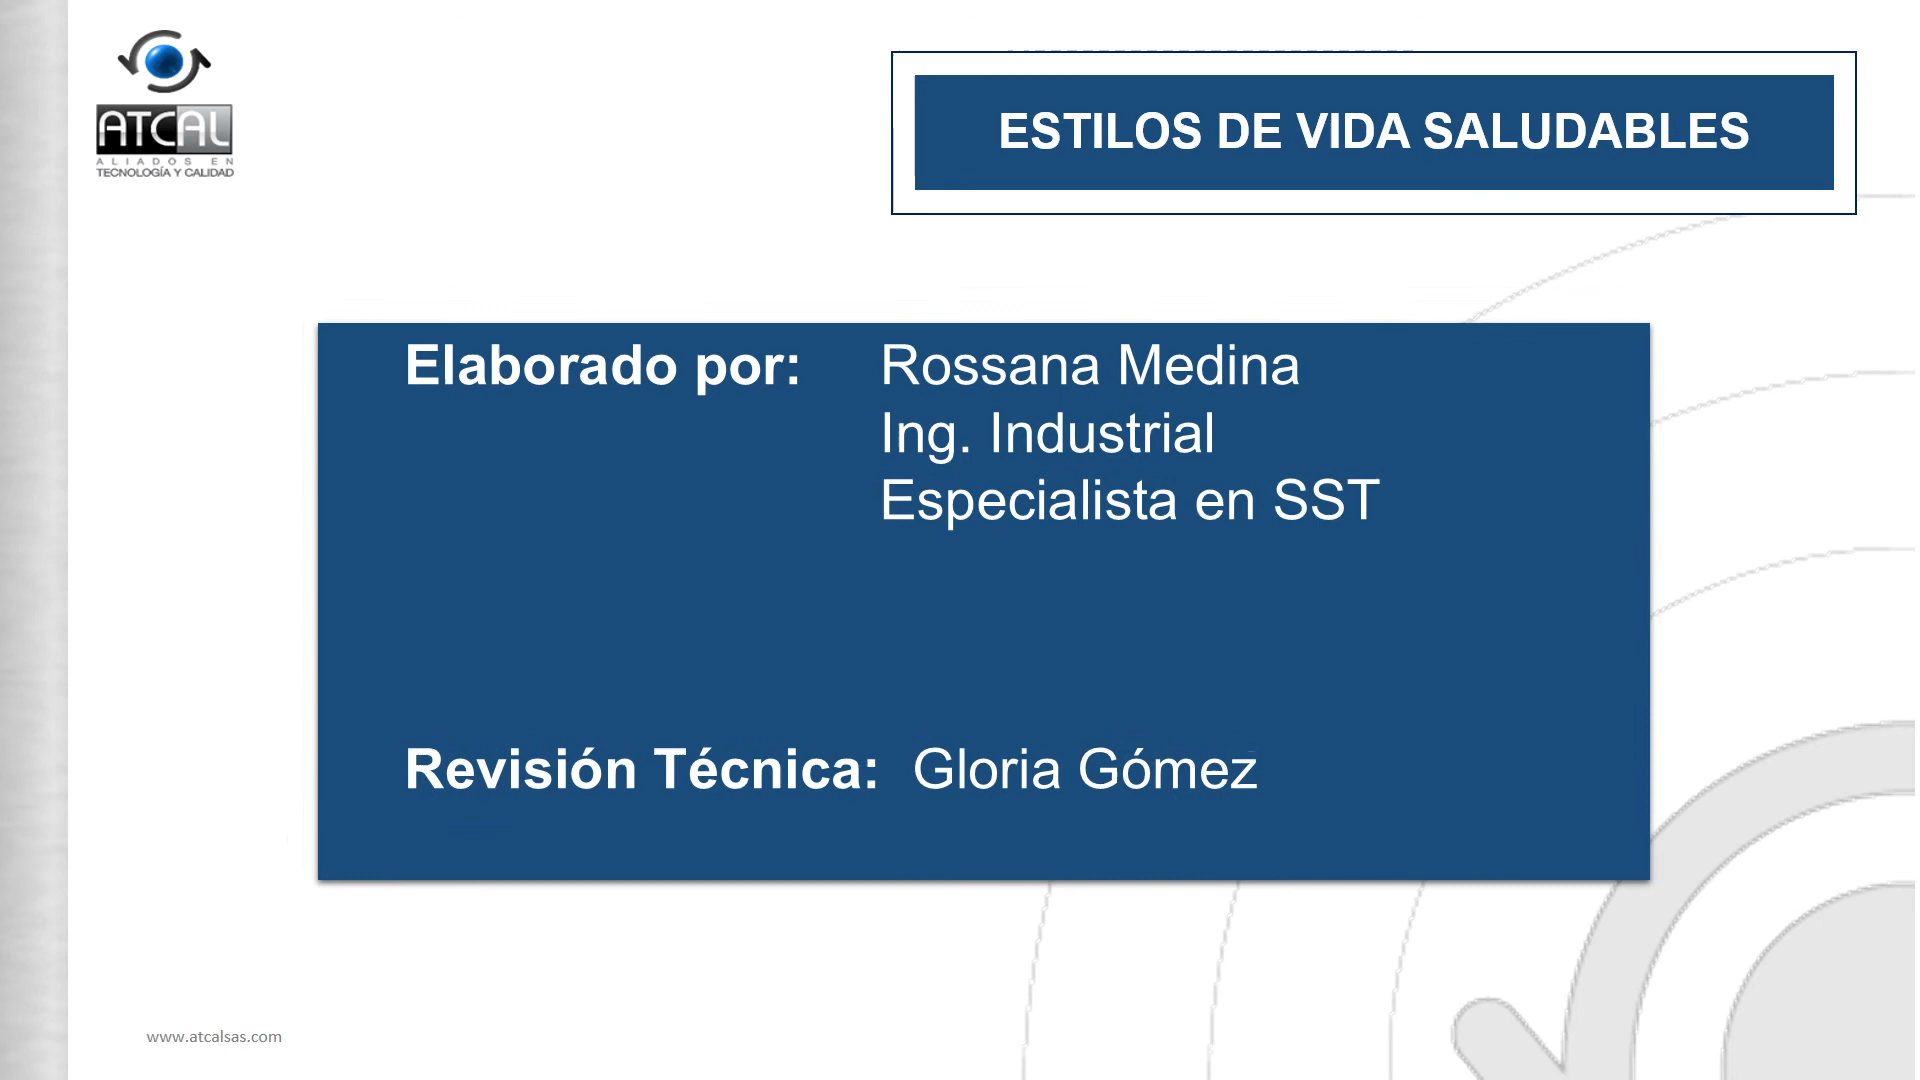 ATCAL
ALIADOS EN
TECNOLOGÍA Y CALIDAD
ESTILOS DE VIDA SALUDABLES
Elaborado por: Rossana Medina
Ing. Industrial
Especialista en SST
Revisión Técnica: Gloria Gómez
www.atcalsas.com